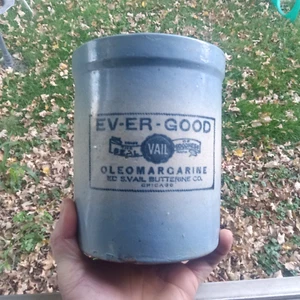 EV-ER-GOOD
VAIL
OLEOMARGARINE
ED S. VAIL BUTTERINE CO.
CHICAGO